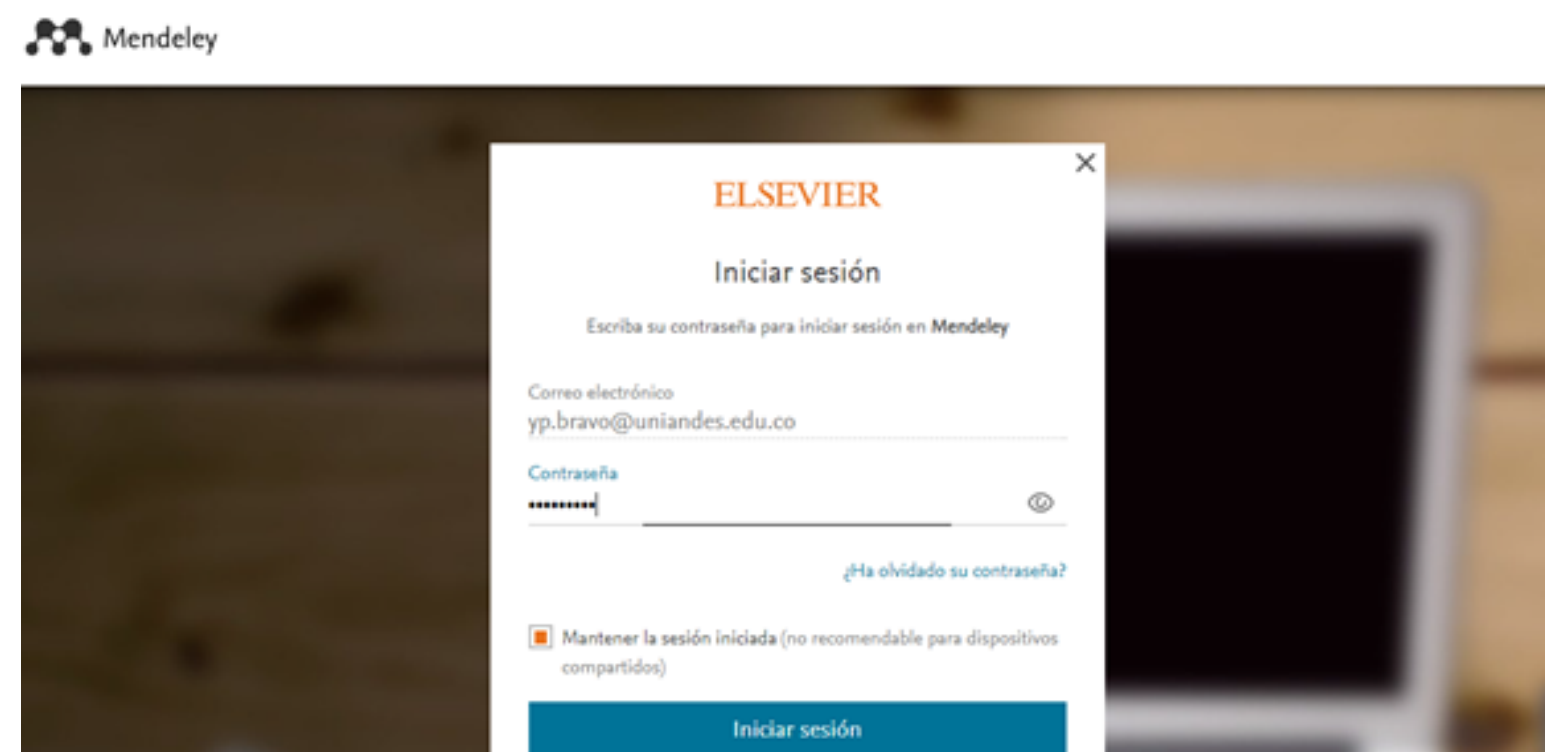 Mendeley
ELSEVIER
Iniciar sesión
Escriba su contraseña para iniciar sesión en Mendeley
Correo electrónico
yp.bravo@uniandes.edu.co
Contraseña
•••••••••
¿Ha olvidado su contraseña?
Mantener la sesión iniciada (no recomendable para dispositivos
compartidos)
Iniciar sesión